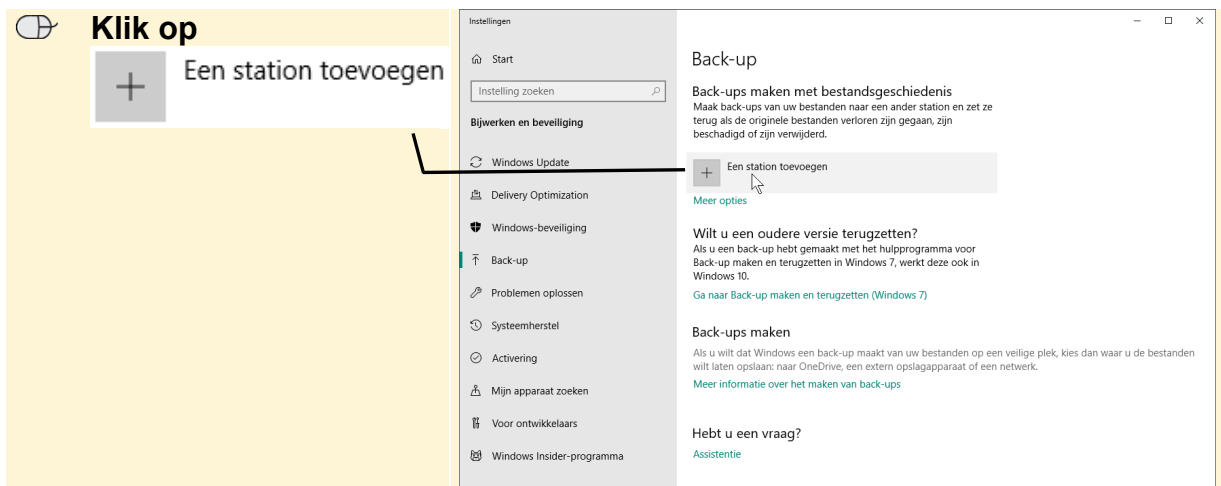 Klik op
Een station toevoegen
Instellingen
Start
Instelling zoeken
Bijwerken en beveiliging
Windows Update
Delivery Optimization
Windows-beveiliging
Back-up
Problemen oplossen
Systeemherstel
Activering
Mijn apparaat zoeken
Voor ontwikkelaars
Windows Insider-programma
Back-up
Back-ups maken met bestandsgeschiedenis
Maak back-ups van uw bestanden naar een ander station en zet ze
terug als de originele bestanden verloren zijn gegaan, zijn
beschadigd of zijn verwijderd.
Een station toevoegen
Meer opties
Wilt u een oudere versie terugzetten?
Als u een back-up hebt gemaakt met het hulpprogramma voor
Back-up maken en terugzetten in Windows 7, werkt deze ook in
Windows 10.
Ga naar Back-up maken en terugzetten (Windows 7)
Back-ups maken
Als u wilt dat Windows een back-up maakt van uw bestanden op een veilige plek, kies dan waar u de bestanden
wilt laten opslaan: naar OneDrive, een extern opslagapparaat of een netwerk.
Meer informatie over het maken van back-ups
Hebt u een vraag?
Assistentie